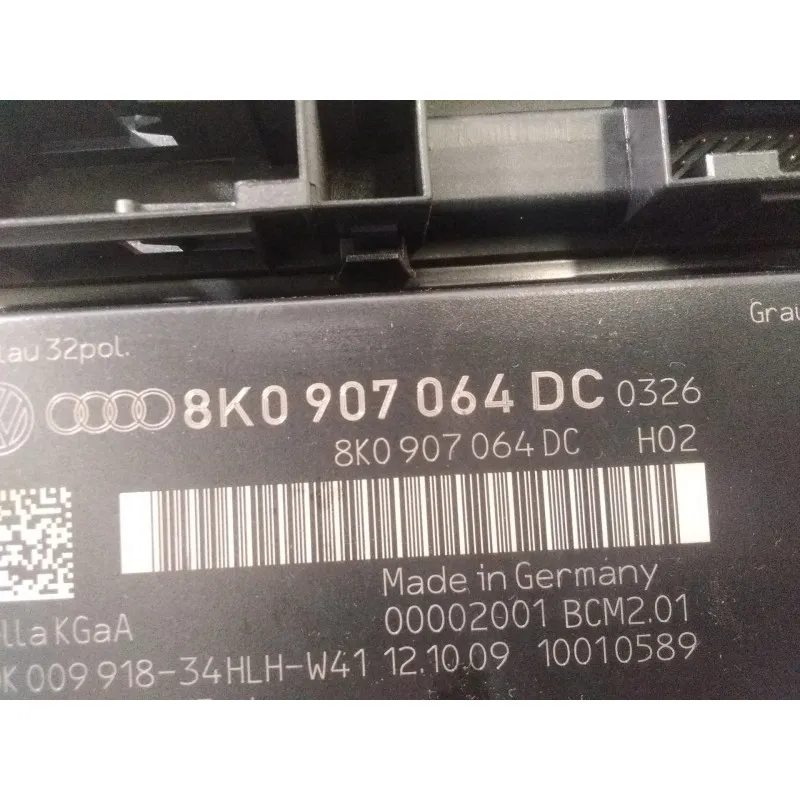 lau 32pol.
Grau
8K0 907 064 DC 0326
8K0 907 064 DC H02
Made in Germany
00002001 BCM2.01
lla KGaA
K 009 918-34HLH-W41 12.10.09 10010589